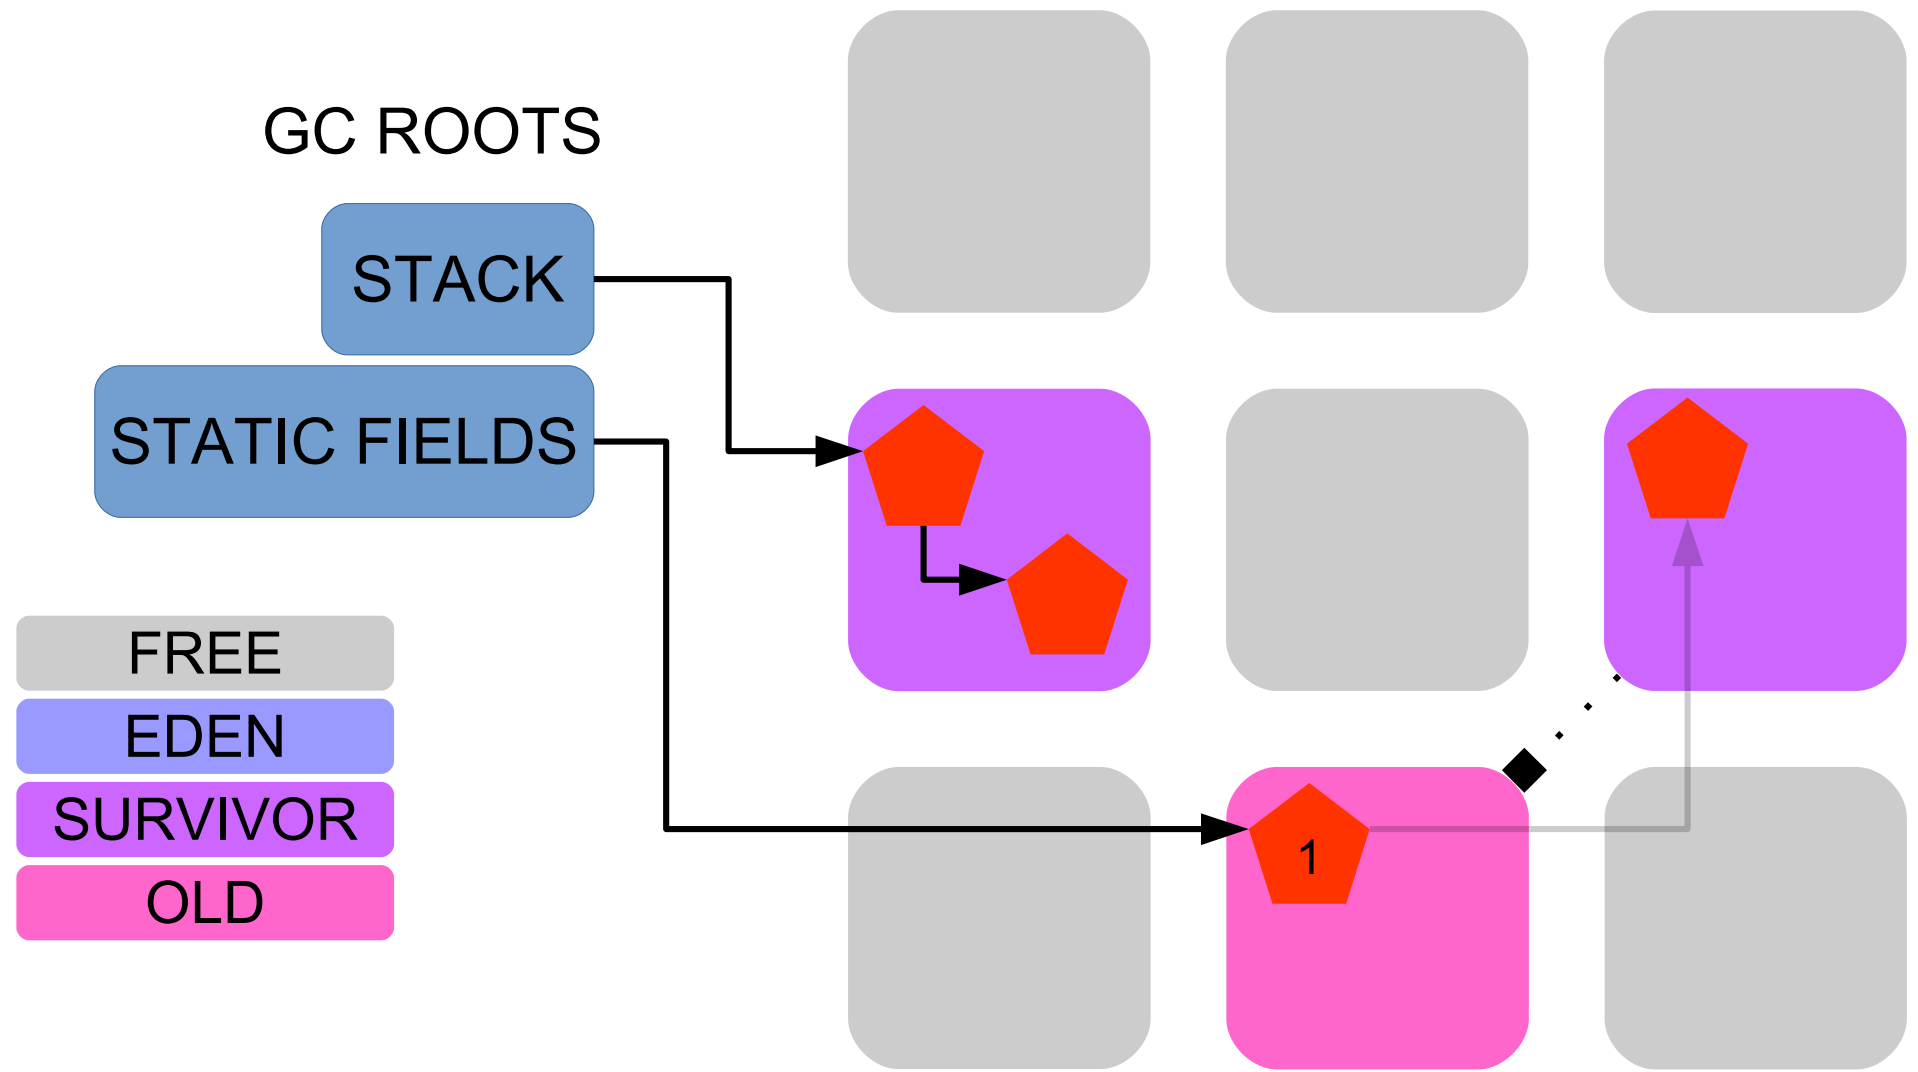 GC ROOTS
STACK
STATIC FIELDS
FREE
EDEN
SURVIVOR
OLD
1